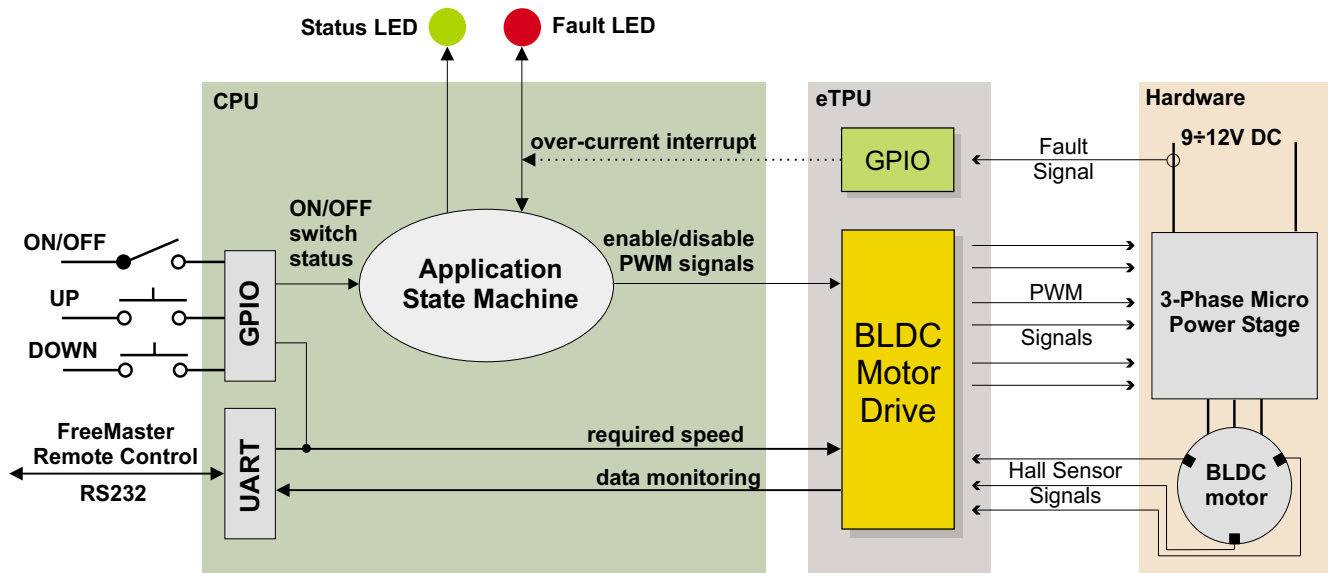 Status LED
Fault LED
CPU
eTPU
Hardware
over-current interrupt
GPIO
Fault
Signal
9÷12V DC
ON/OFF
switch
status
ON/OFF
UP
DOWN
GPIO
Application
State Machine
enable/disable
PWM signals
BLDC
Motor
Drive
PWM
Signals
3-Phase Micro
Power Stage
FreeMaster
Remote Control
RS232
UART
required speed
data monitoring
Hall Sensor
Signals
BLDC
motor